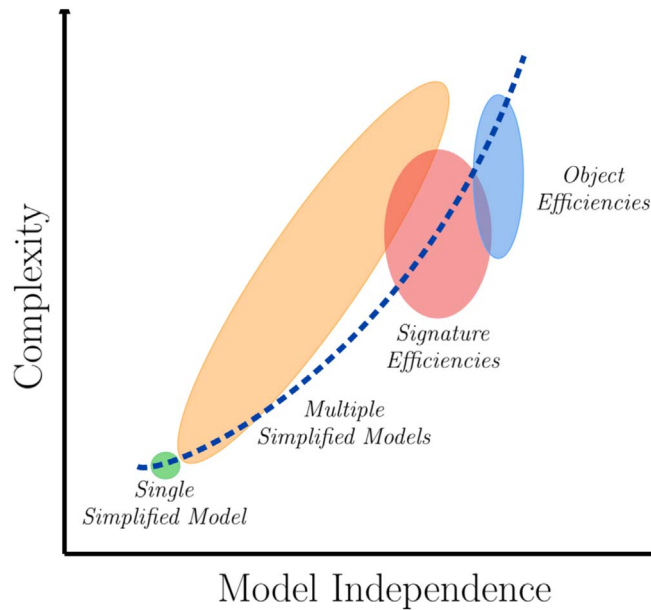 Complexity
Object
Efficiencies
Signature
Efficiencies
Multiple
Simplified Models
Single
Simplified Model
Model Independence